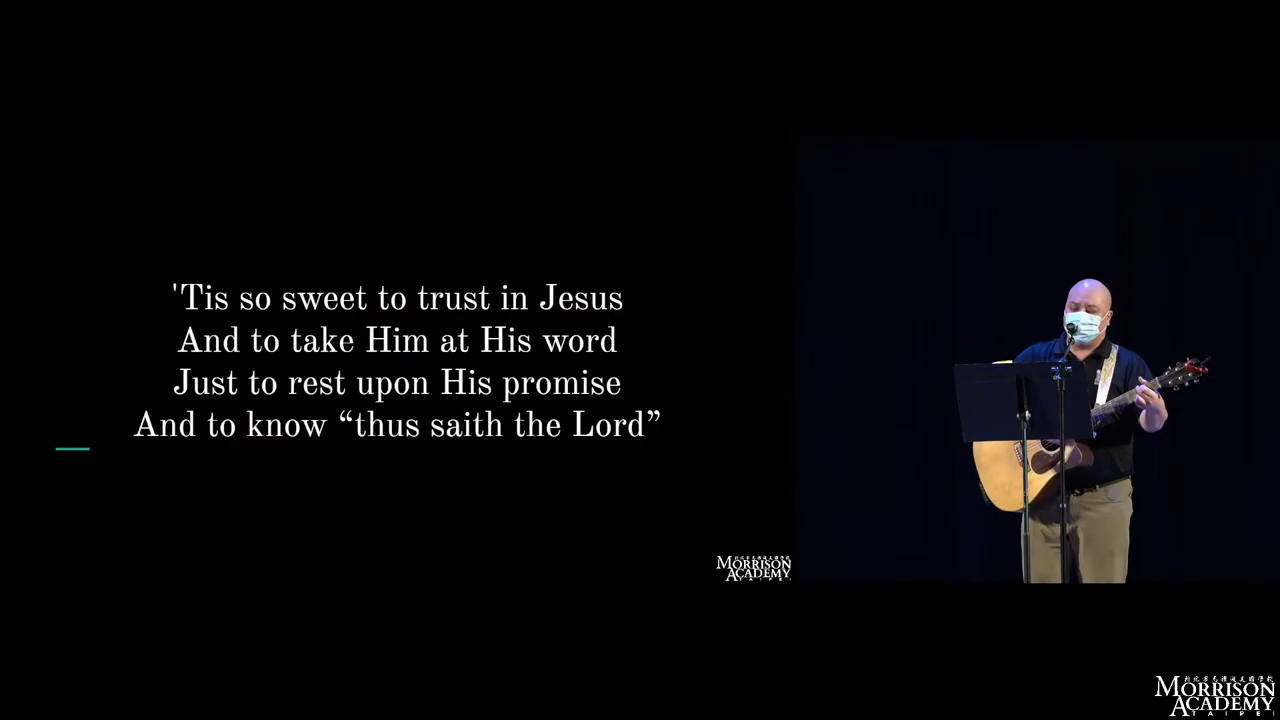 'Tis so sweet to trust in Jesus
And to take Him at His word
Just to rest upon His promise
And to know “thus saith the Lord”
MORRISON
ACADEMY
TAIPEI
MORRISON
ACADEMY
TAIPEI